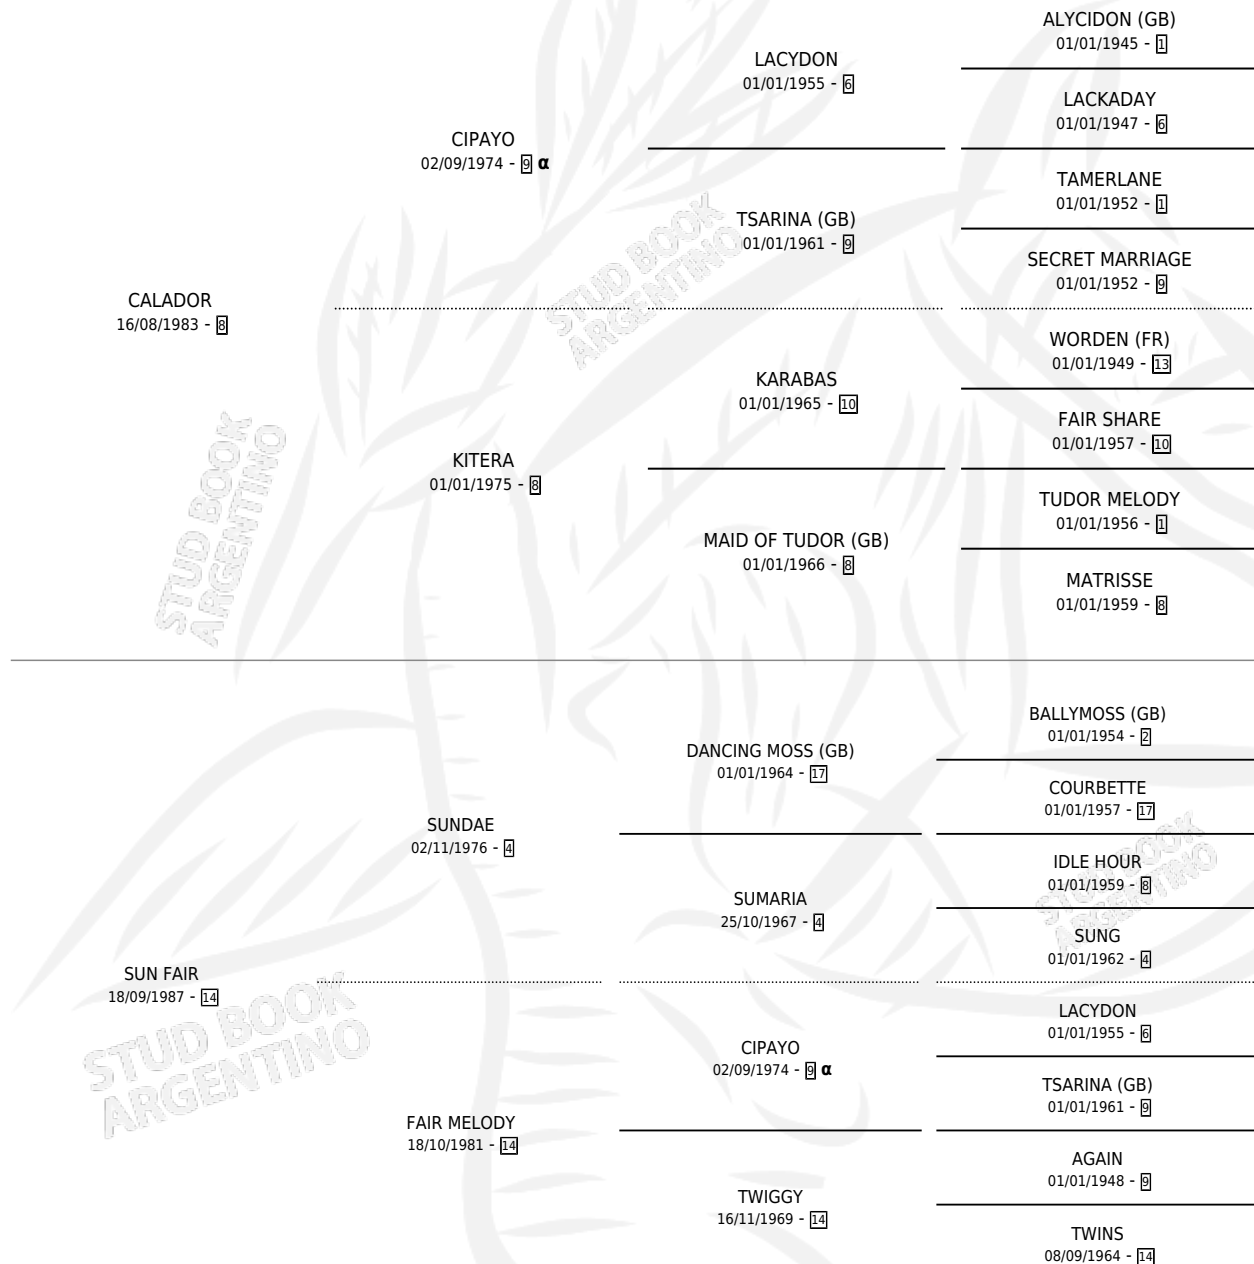 ALYCIDON (GB)
01/01/1945 - 1
LACYDON
01/01/1955 - 6
LACKADAY
01/01/1947 - 6
CIPAYO
02/09/1974 - 9 α
TAMERLANE
01/01/1952 - 1
TSARINA (GB)
01/01/1961 - 9
SECRET MARRIAGE
01/01/1952 - 9
CALADOR
16/08/1983 - 8
WORDEN (FR)
01/01/1949 - 13
KARABAS
01/01/1965 - 10
FAIR SHARE
01/01/1957 - 10
KITERA
01/01/1975 - 8
TUDOR MELODY
01/01/1956 - 1
MAID OF TUDOR (GB)
01/01/1966 - 8
MATRISSE
01/01/1959 - 8
BALLYMOSS (GB)
01/01/1954 - 2
DANCING MOSS (GB)
01/01/1964 - 17
COURBETTE
01/01/1957 - 17
SUNDAE
02/11/1976 - 4
IDLE HOUR
01/01/1959 - 8
SUMARIA
25/10/1967 - 4
SUNG
01/01/1962 - 4
SUN FAIR
18/09/1987 - 14
LACYDON
01/01/1955 - 6
CIPAYO
02/09/1974 - 9 α
TSARINA (GB)
01/01/1961 - 9
FAIR MELODY
18/10/1981 - 14
AGAIN
01/01/1948 - 9
TWIGGY
16/11/1969 - 14
TWINS
08/09/1964 - 14
STUD BOOK
ARGENTINO
STUD BOOK
ARGENTINO
STUD BOOK
ARGENTINO
STUD BOOK
ARGENTINO